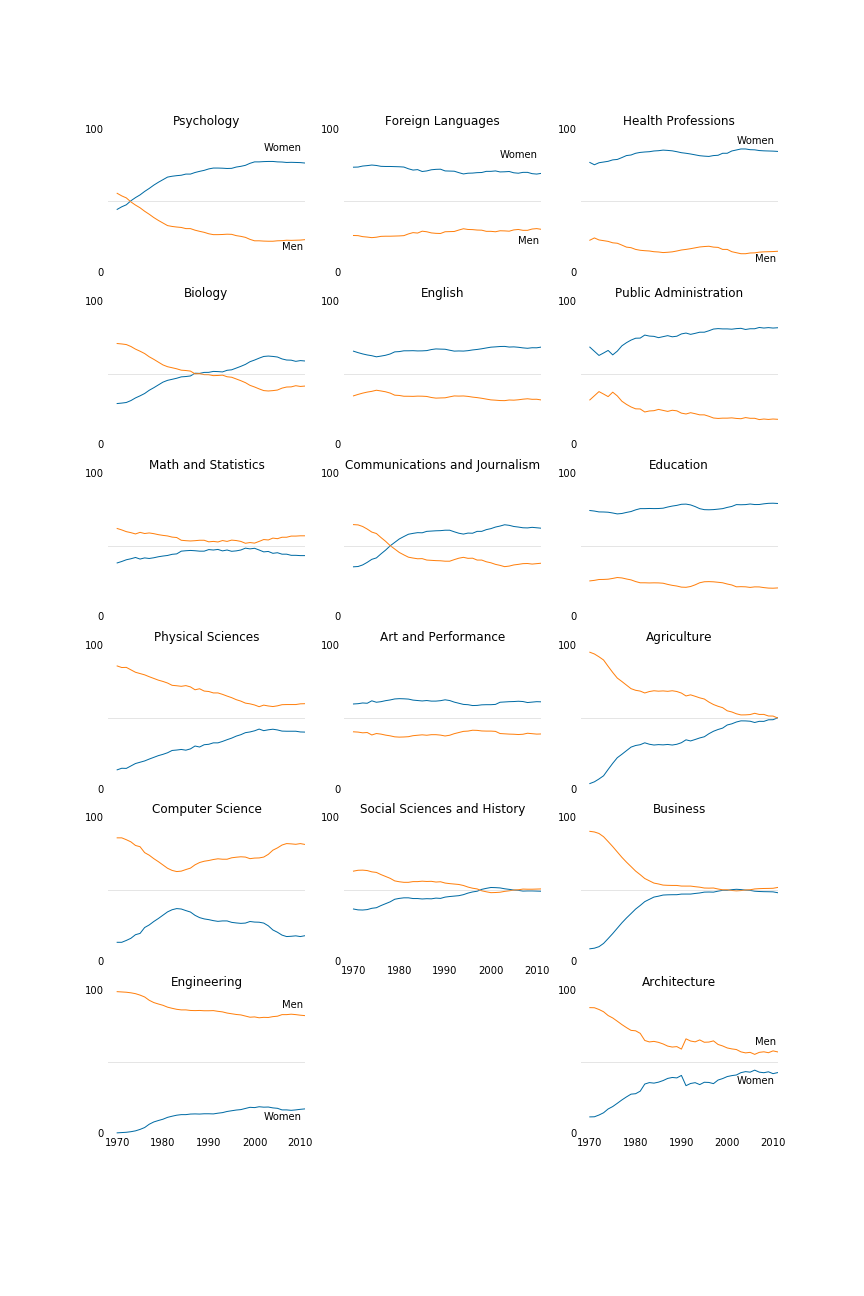 Psychology Foreign Languages Health Professions
100 100 100
Women Women Women
Men Men Men
0 0 0
Biology English Public Administration
100 100 100
0 0 0
Math and Statistics Communications and Journalism Education
100 100 100
0 0 0
Physical Sciences Art and Performance Agriculture
100 100 100
0 0 0
Computer Science Social Sciences and History Business
100 100 100
0 0 0
1970 1980 1990 2000 2010
Engineering Architecture
100 100
Men Men
Women Women
0 0
1970 1980 1990 2000 2010 1970 1980 1990 2000 2010